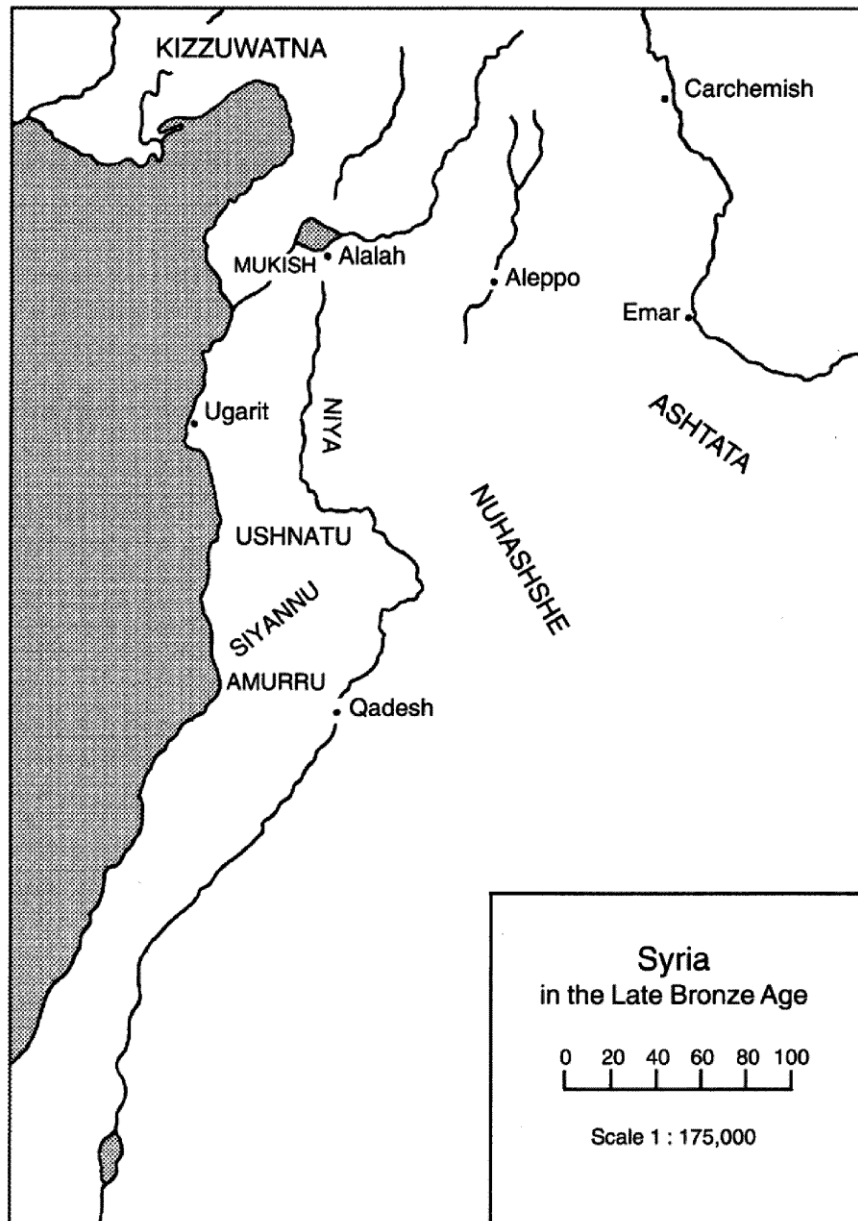 KIZZUWATNA
Carchemish
MUKISH
Alalah
Aleppo
Emar
Ugarit
NIYA
ASHTATA
NUHASHSHE
USHNATU
SIYANNU
AMURRU
Qadesh
Syria
in the Late Bronze Age
0 20 40 60 80 100
Scale 1 : 175,000